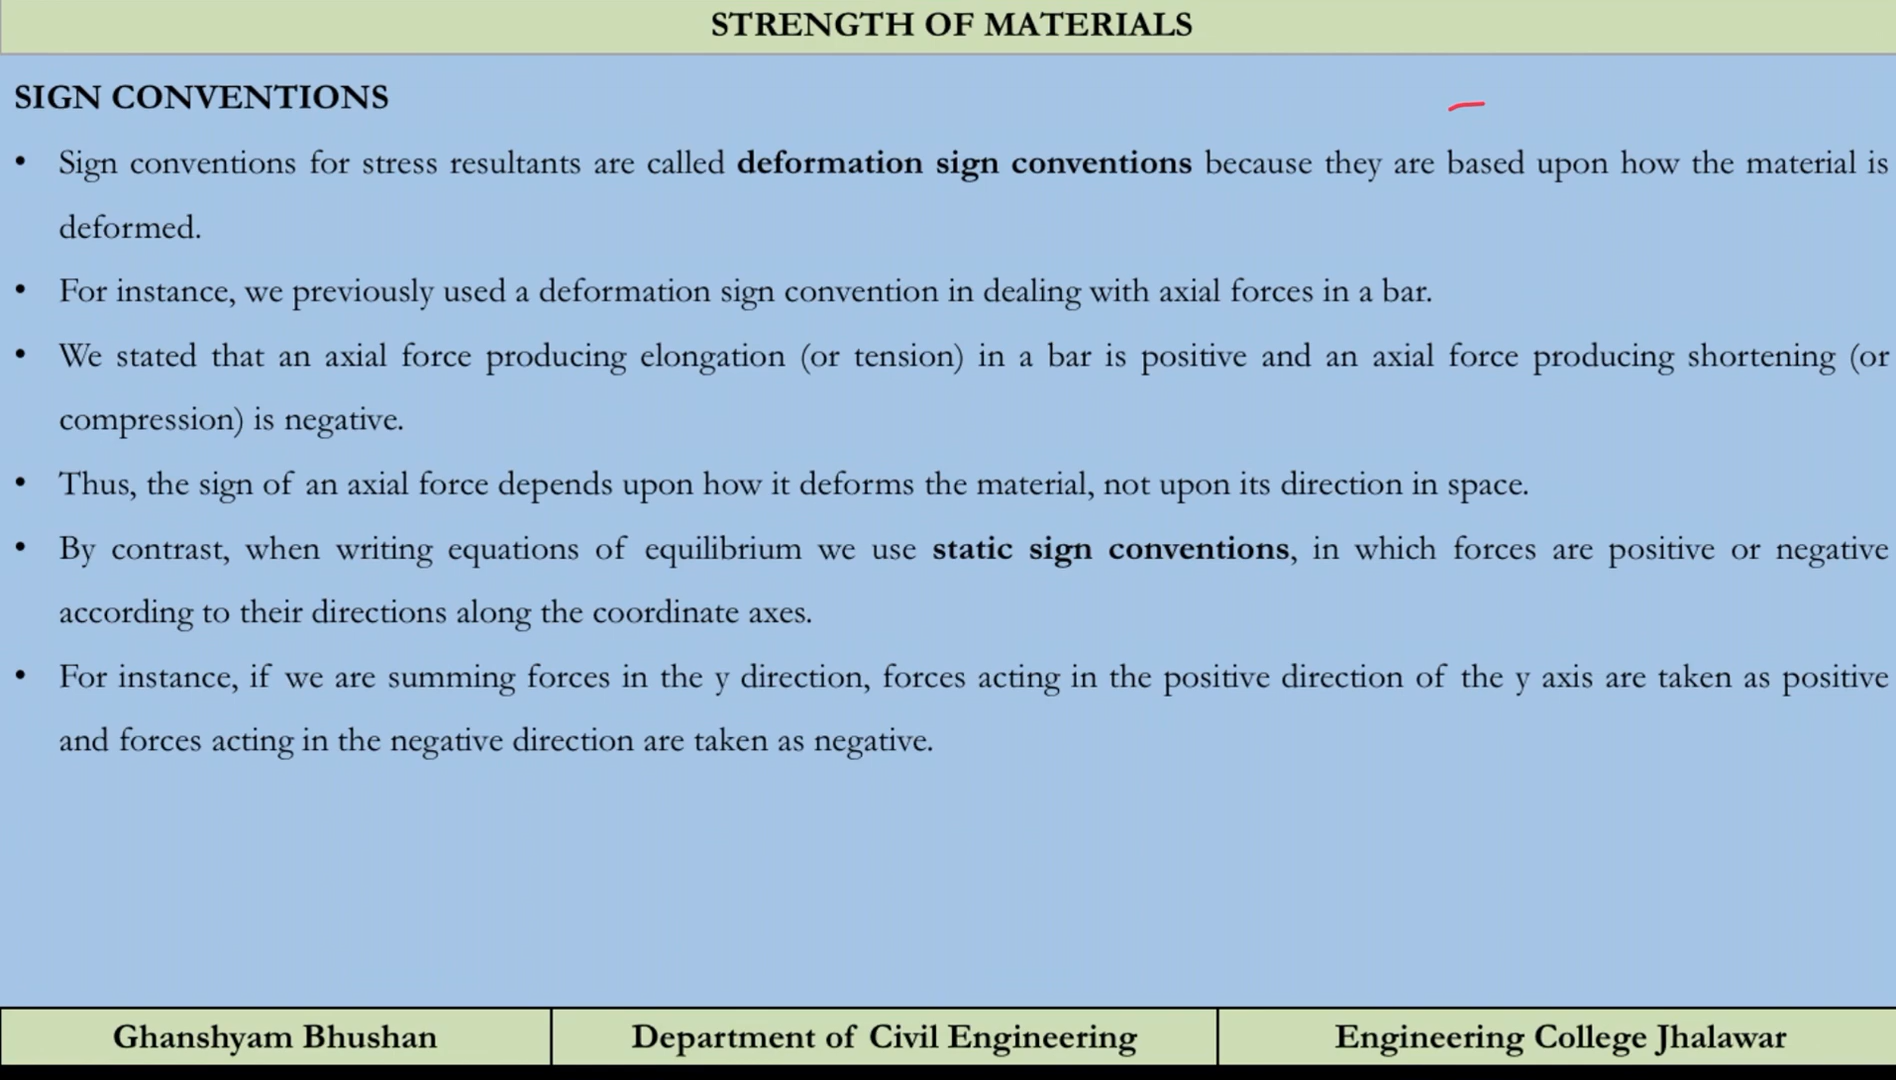 STRENGTH OF MATERIALS
SIGN CONVENTIONS
• Sign conventions for stress resultants are called deformation sign conventions because they are based upon how the material is
deformed.
• For instance, we previously used a deformation sign convention in dealing with axial forces in a bar.
• We stated that an axial force producing elongation (or tension) in a bar is positive and an axial force producing shortening (or
compression) is negative.
• Thus, the sign of an axial force depends upon how it deforms the material, not upon its direction in space.
• By contrast, when writing equations of equilibrium we use static sign conventions, in which forces are positive or negative
according to their directions along the coordinate axes.
• For instance, if we are summing forces in the y direction, forces acting in the positive direction of the y axis are taken as positive
and forces acting in the negative direction are taken as negative.
Ghanshyam Bhushan
Department of Civil Engineering
Engineering College Jhalawar